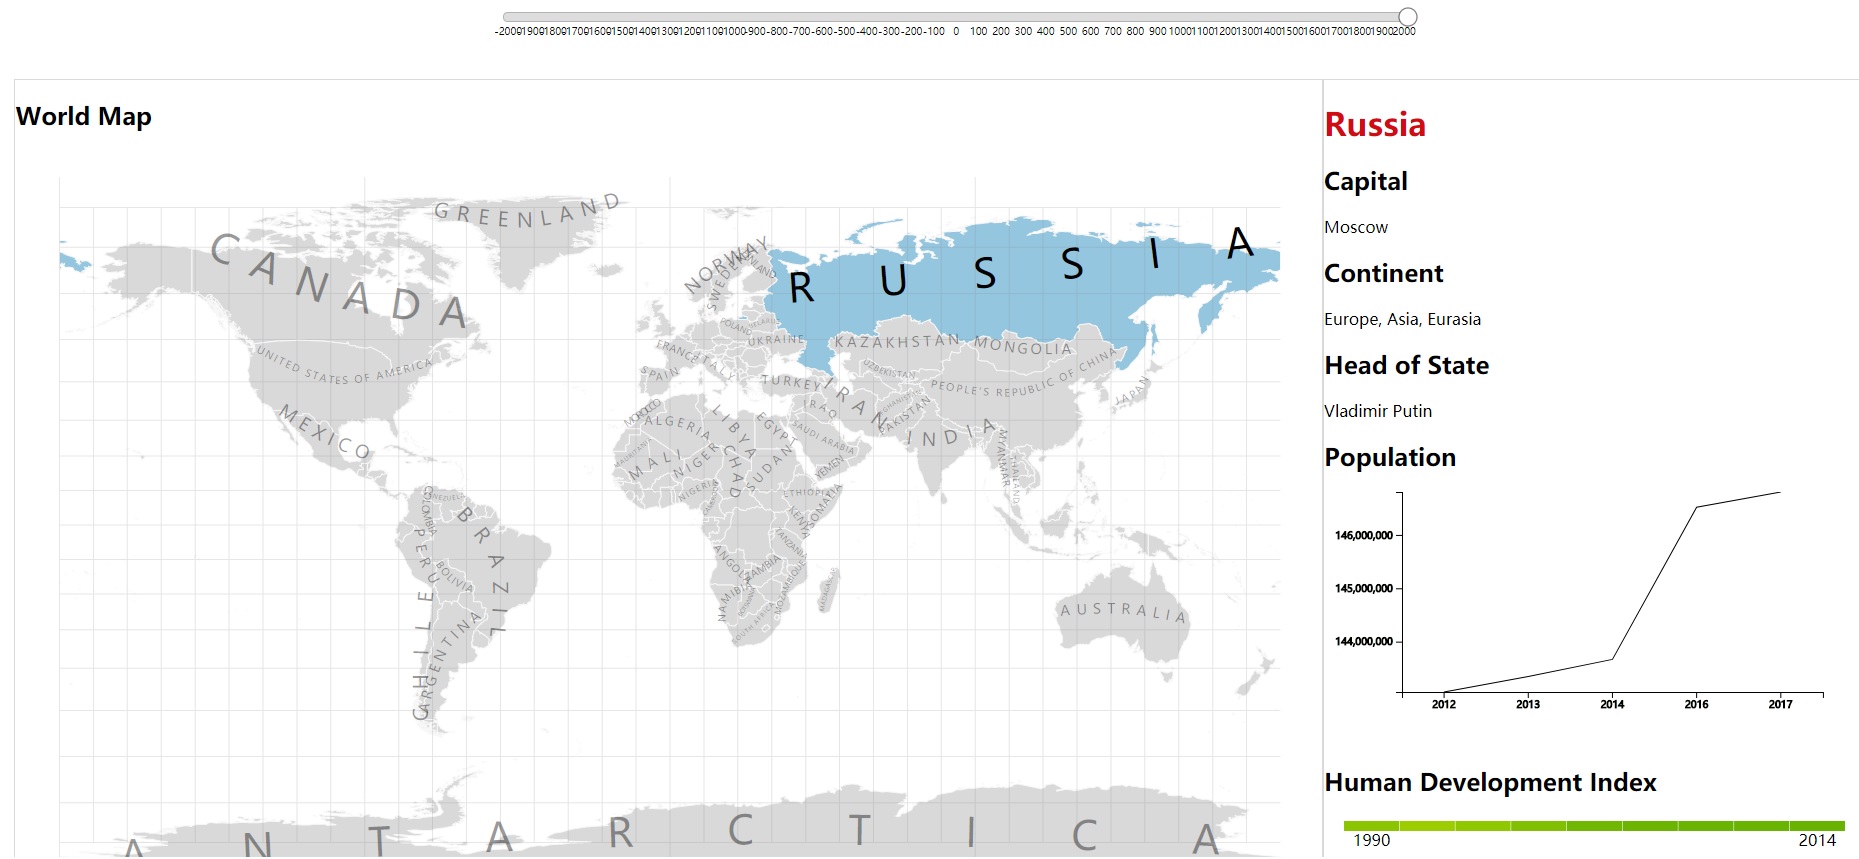 -2000 -1900 -1800 -1700 -1600 -1500 -1400 -1300 -1200 -1100 -1000 -900 -800 -700 -600 -500 -400 -300 -200 -100 0 100 200 300 400 500 600 700 800 900 1000 1100 1200 1300 1400 1500 1600 1700 1800 1900 2000
World Map
GREENLAND
CANADA
UNITED STATES OF AMERICA
MEXICO
VENEZUELA
COLOMBIA
BRAZIL
PERU
BOLIVIA
CHILE
ARGENTINA
NORWAY
SWEDEN
FINLAND
RUSSIA
POLAND
BELARUS
UKRAINE
FRANCE
ITALY
SPAIN
TURKEY
KAZAKHSTAN
MONGOLIA
UZBEKISTAN
PEOPLE'S REPUBLIC OF CHINA
JAPAN
IRAN
IRAQ
AFGHANISTAN
PAKISTAN
INDIA
SAUDI ARABIA
YEMEN
MYANMAR
THAILAND
MOROCCO
ALGERIA
LIBYA
EGYPT
MAURITANIA
MALI
NIGER
CHAD
SUDAN
NIGERIA
ETHIOPIA
SOMALIA
KENYA
TANZANIA
ANGOLA
ZAMBIA
MOZAMBIQUE
NAMIBIA
BOTSWANA
SOUTH AFRICA
MADAGASCAR
AUSTRALIA
ANTARCTICA
Russia
Capital
Moscow
Continent
Europe, Asia, Eurasia
Head of State
Vladimir Putin
Population
146,000,000
145,000,000
144,000,000
2012 2013 2014 2016 2017
Human Development Index
1990 2014